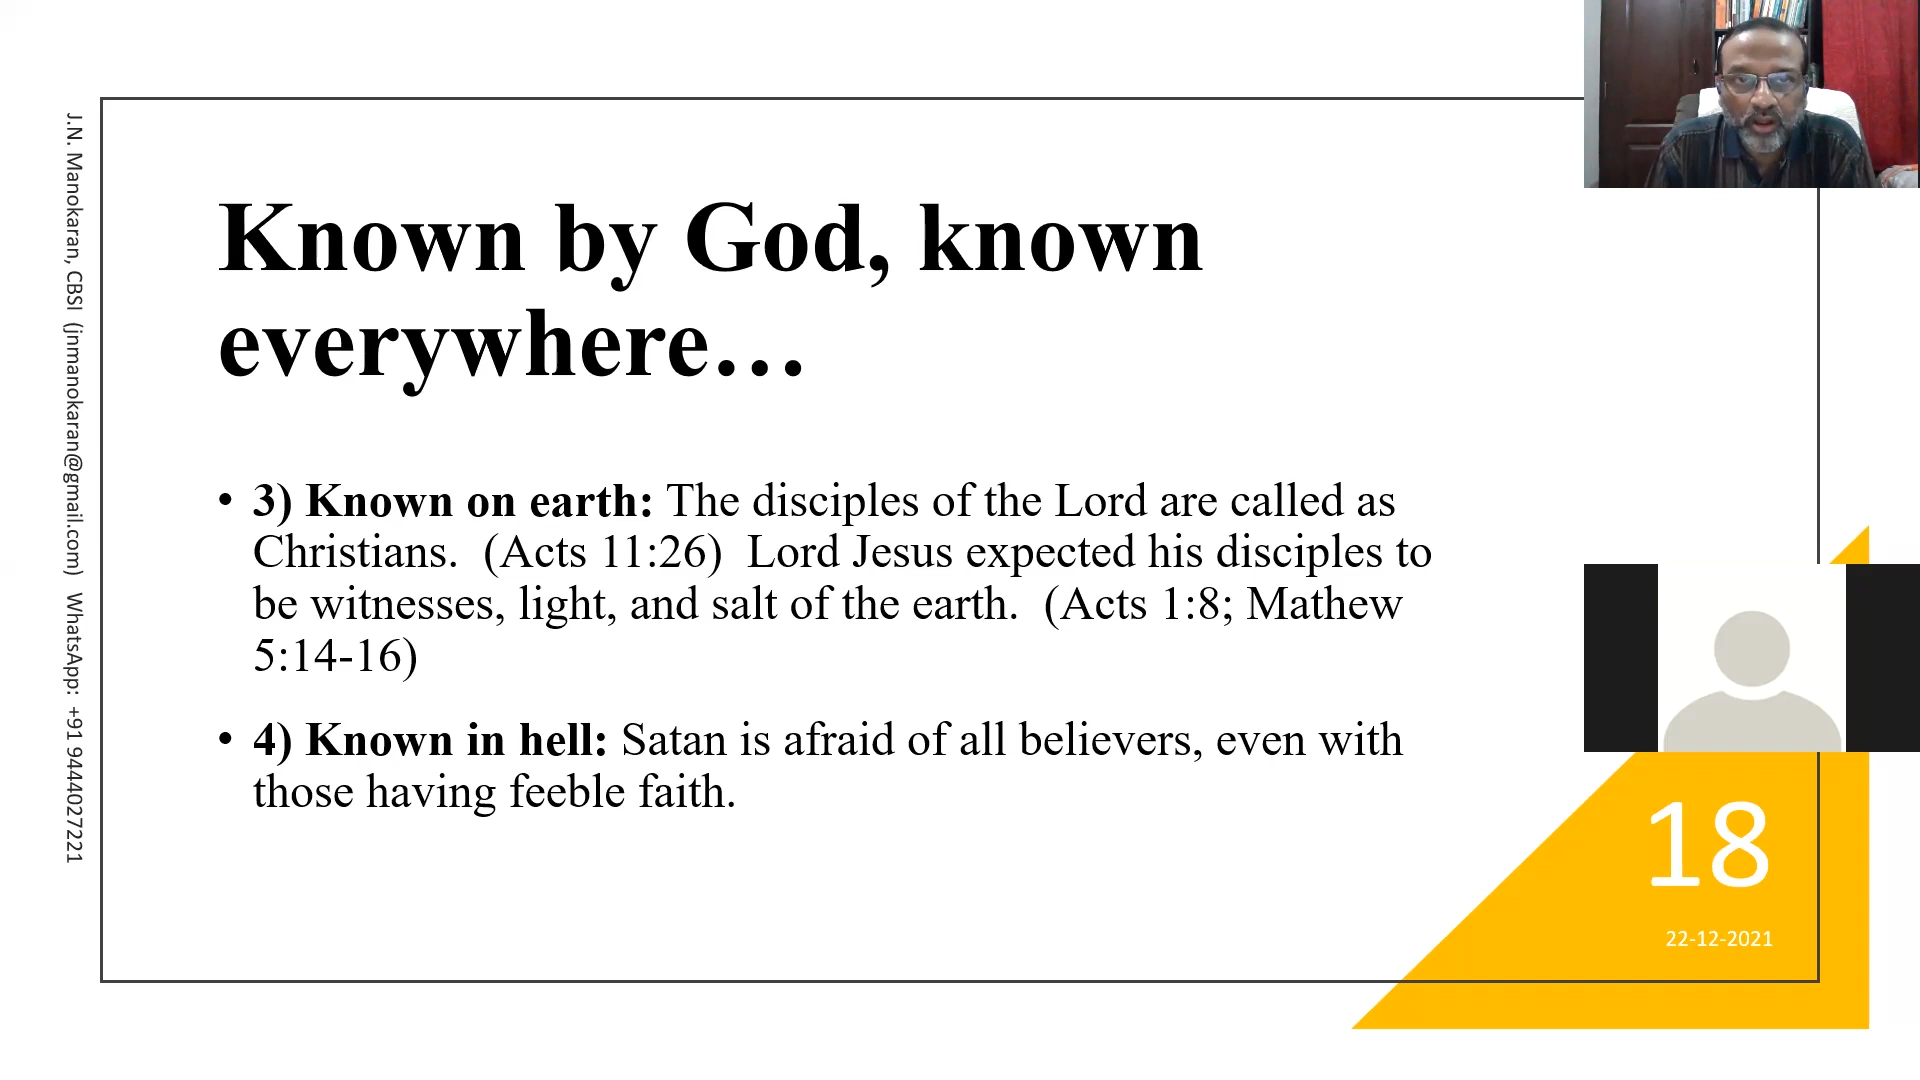 Known by God, known
everywhere…
• 3) Known on earth: The disciples of the Lord are called as
Christians.  (Acts 11:26)  Lord Jesus expected his disciples to
be witnesses, light, and salt of the earth.  (Acts 1:8; Mathew
5:14-16)
• 4) Known in hell: Satan is afraid of all believers, even with
those having feeble faith.
J.N. Manokaran, CBSI  (jnmanokaran@gmail.com)  WhatsApp:  +91 9444027221
18
22-12-2021